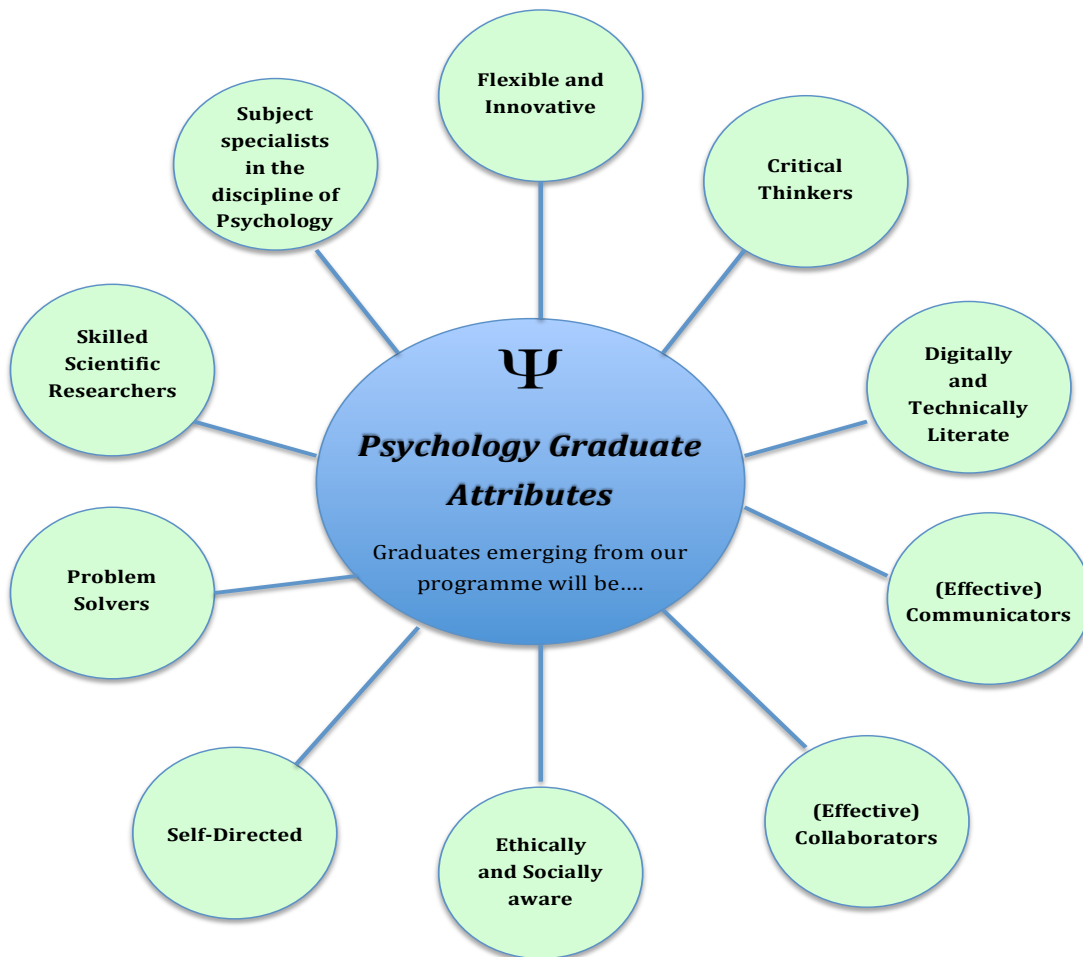 Flexible and
Innovative
Subject
specialists
in the
discipline of
Psychology
Critical
Thinkers
Skilled
Scientific
Researchers
Digitally
and
Technically
Literate
Ψ
Psychology Graduate
Attributes
Graduates emerging from our
programme will be....
Problem
Solvers
(Effective)
Communicators
Self-Directed
Ethically
and Socially
aware
(Effective)
Collaborators